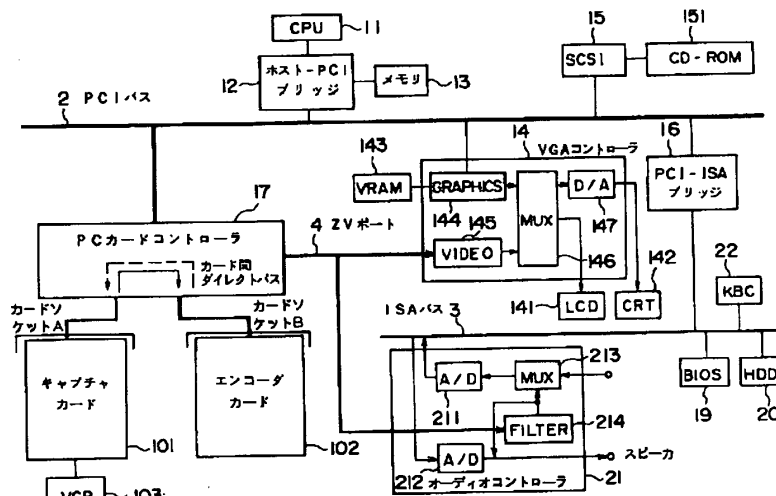 CPU 11
15
151
ホスト-PCI
ブリッジ
12
メモリ 13
SCSI
CD-ROM
2 PCIバス
14
VGAコントローラ
16
143
VRAM
GRAPHICS
144
D/A
147
MUX
146
PCI-ISA
ブリッジ
17
PCカードコントローラ
4 ZVポート
145
VIDEO
カード間
ダイレクトパス
142
22
カードソ
ケットA
カードソ
ケットB
141 LCD
CRT
KBC
ISAバス 3
キャプチャ
カード
エンコーダ
カード
101
102
A/D
211
MUX
213
BIOS
19
HDD
20
FILTER
214
A/D
212
スピーカ
オーディオコントローラ
21
VCR 103